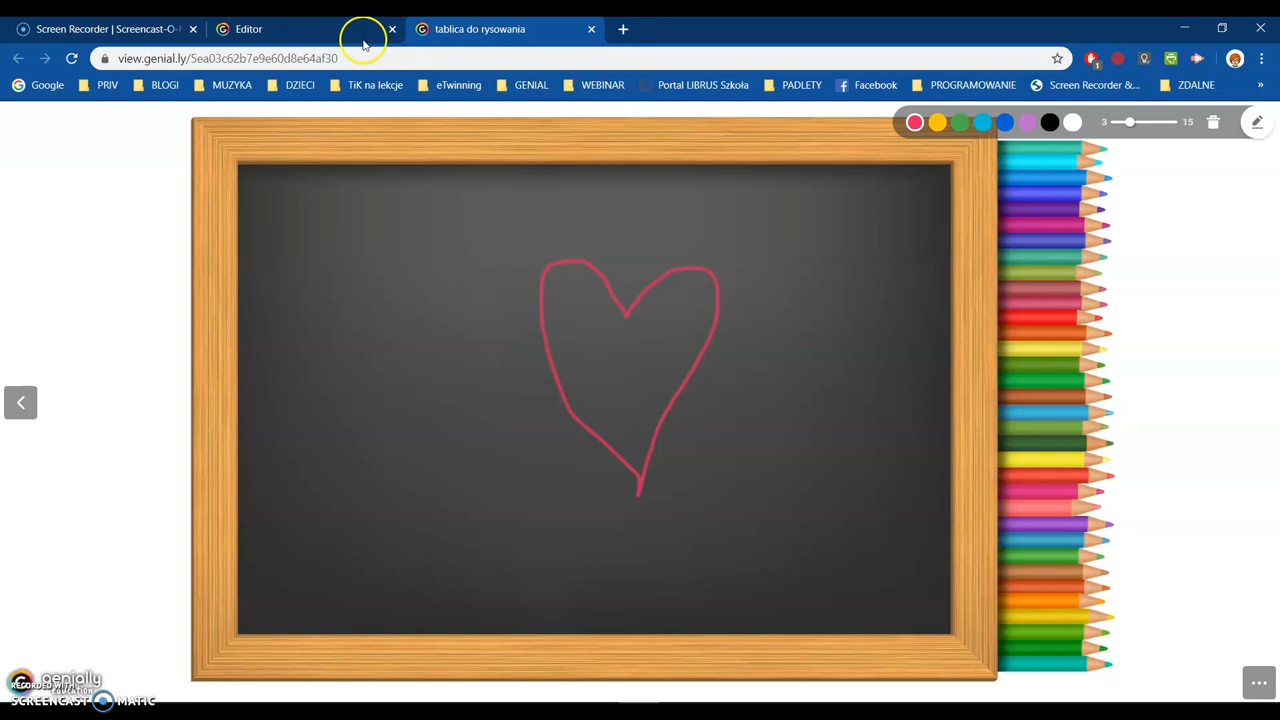 Screen Recorder | Screencast-O-
Editor
tablica do rysowania
view.genial.ly/5ea03c62b7e9e60d8e64af30
1
Google PRIV BLOGI MUZYKA DZIECI TiK na lekcje eTwinning GENIAL WEBINAR Portal LIBRUS Szkoła PADLETY Facebook PROGRAMOWANIE Screen Recorder &... ZDALNE »
3 15
genially
education
RECORDED WITH
SCREENCAST MATIC